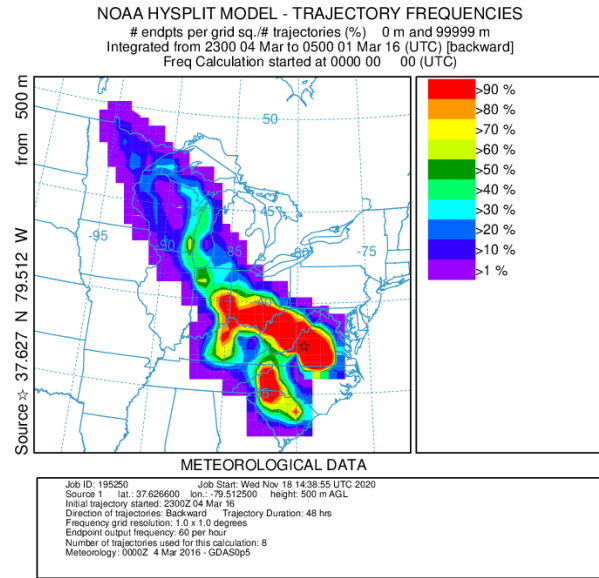 NOAA HYSPLIT MODEL - TRAJECTORY FREQUENCIES
# endpts per grid sq./# trajectories (%)    0 m and 99999 m
Integrated from 2300 04 Mar to 0500 01 Mar 16 (UTC) [backward]
Freq Calculation started at 0000 00    00 (UTC)
Source ☆ 37.627 N 79.512 W from 500 m
50
45
-95
-90
-85
-80
-75
40
35
>90 %
>80 %
>70 %
>60 %
>50 %
>40 %
>30 %
>20 %
>10 %
>1 %
METEOROLOGICAL DATA
Job ID: 195250    Job Start: Wed Nov 18 14:38:55 UTC 2020
Source 1    lat.: 37.626600    lon.: -79.512500    height: 500 m AGL
Initial trajectory started: 2300Z 04 Mar 16
Direction of trajectories: Backward    Trajectory Duration: 48 hrs
Frequency grid resolution: 1.0 x 1.0 degrees
Endpoint output frequency: 60 per hour
Number of trajectories used for this calculation: 8
Meteorology: 0000Z  4 Mar 2016 - GDAS0p5